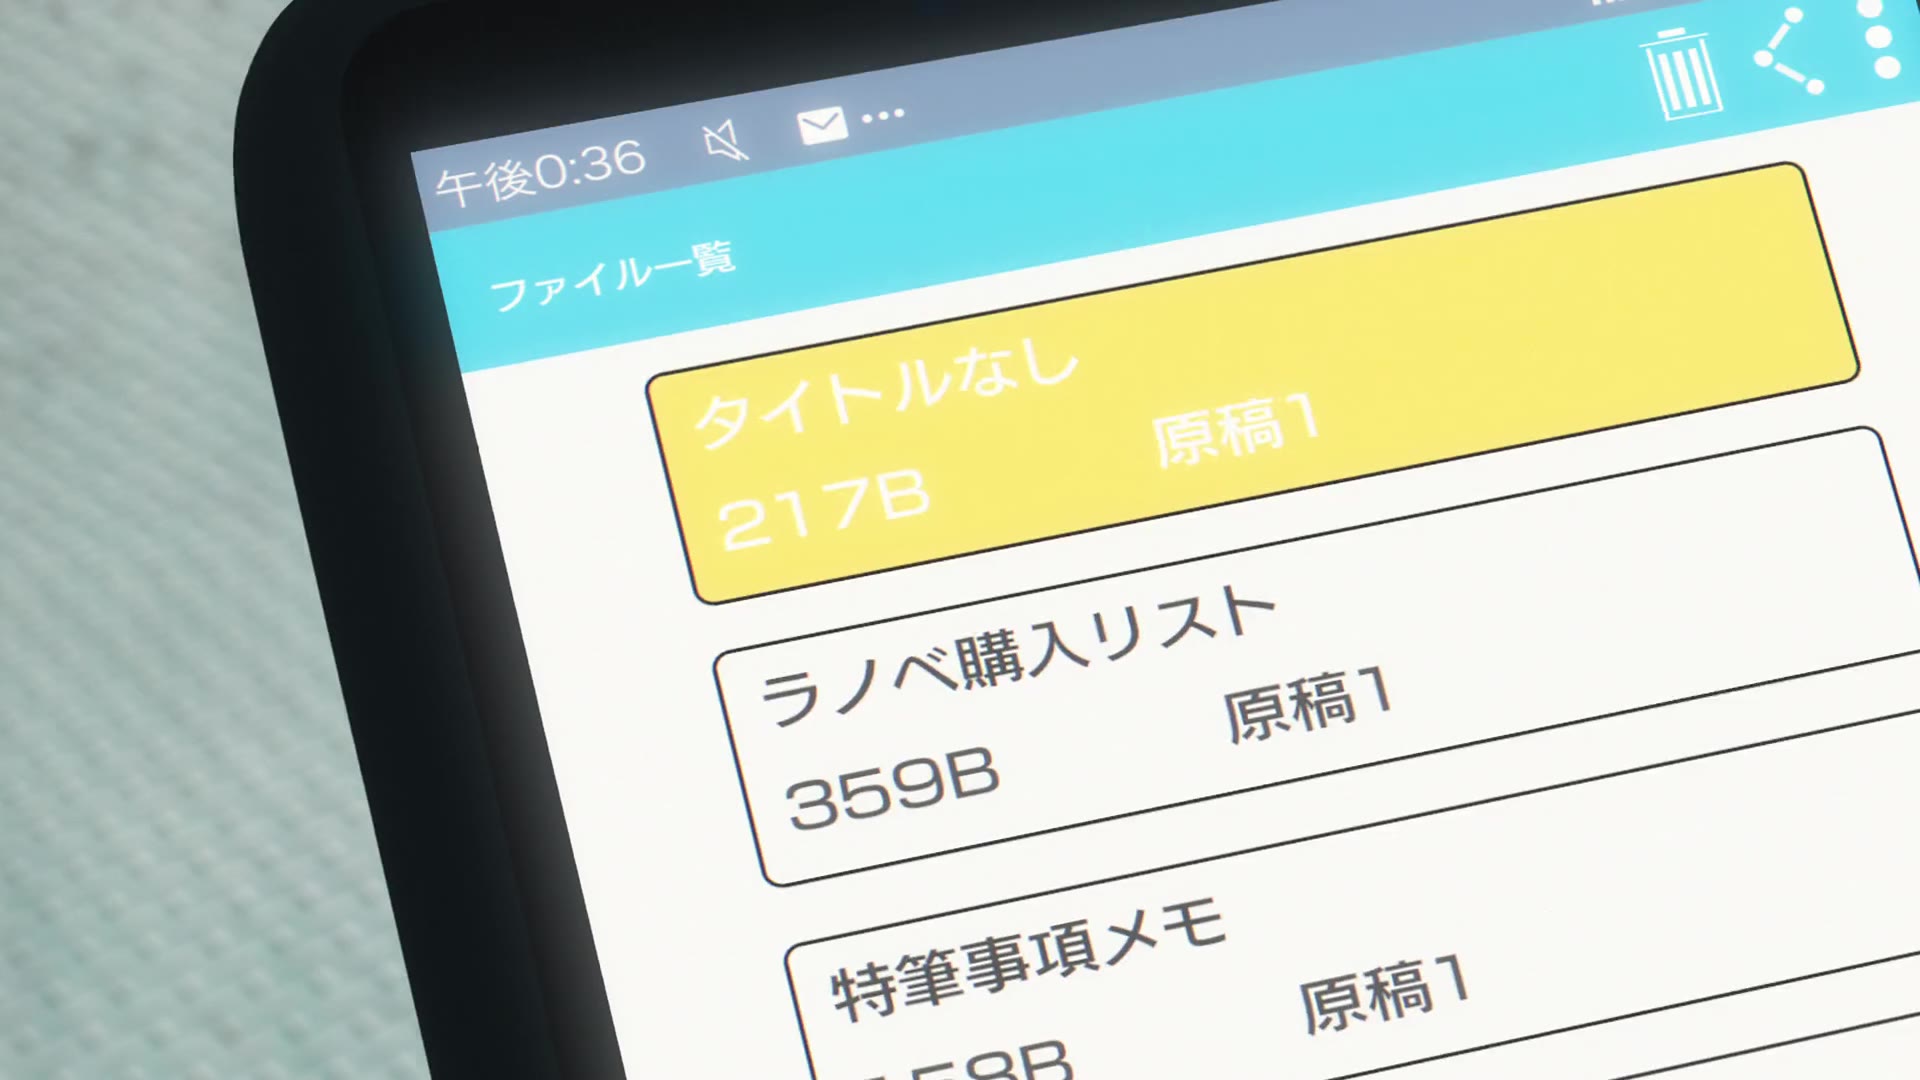 午後0:36
ファイル一覧
タイトルなし
217B 原稿1
ラノベ購入リスト
359B 原稿1
特筆事項メモ
原稿1